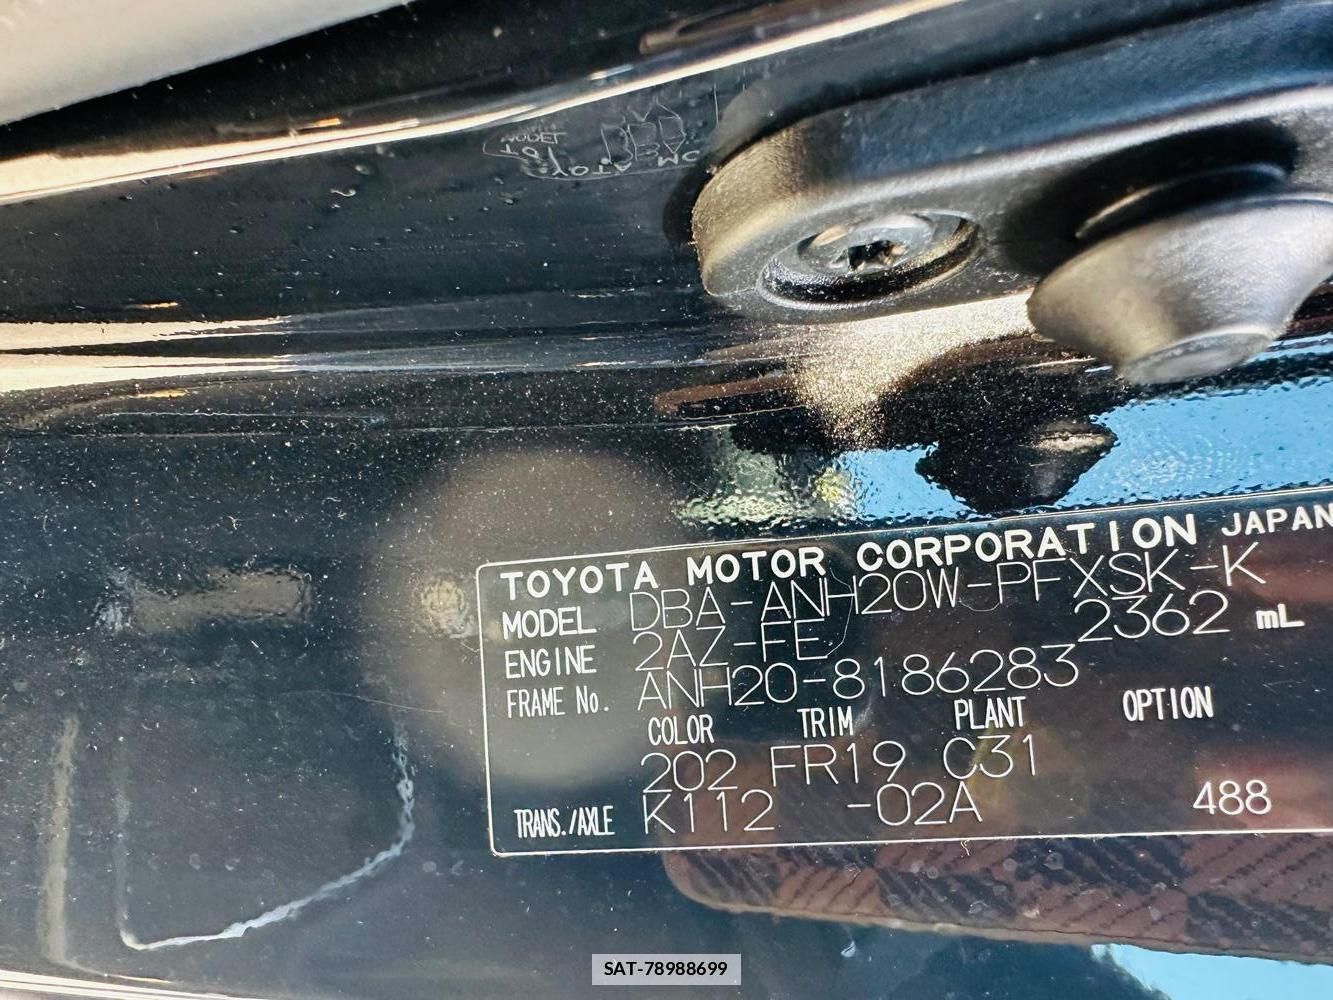 MODEL
TOYOTA MOTOR CORPORATION JAPAN
MODEL DBA-ANH20W-PFXSK-K
ENGINE 2AZ-FE 2362 mL
FRAME No. ANH20-8186283
COLOR TRIM PLANT OPTION
202 FR19 C31
TRANS./AXLE K112 -02A 488
SAT-78988699